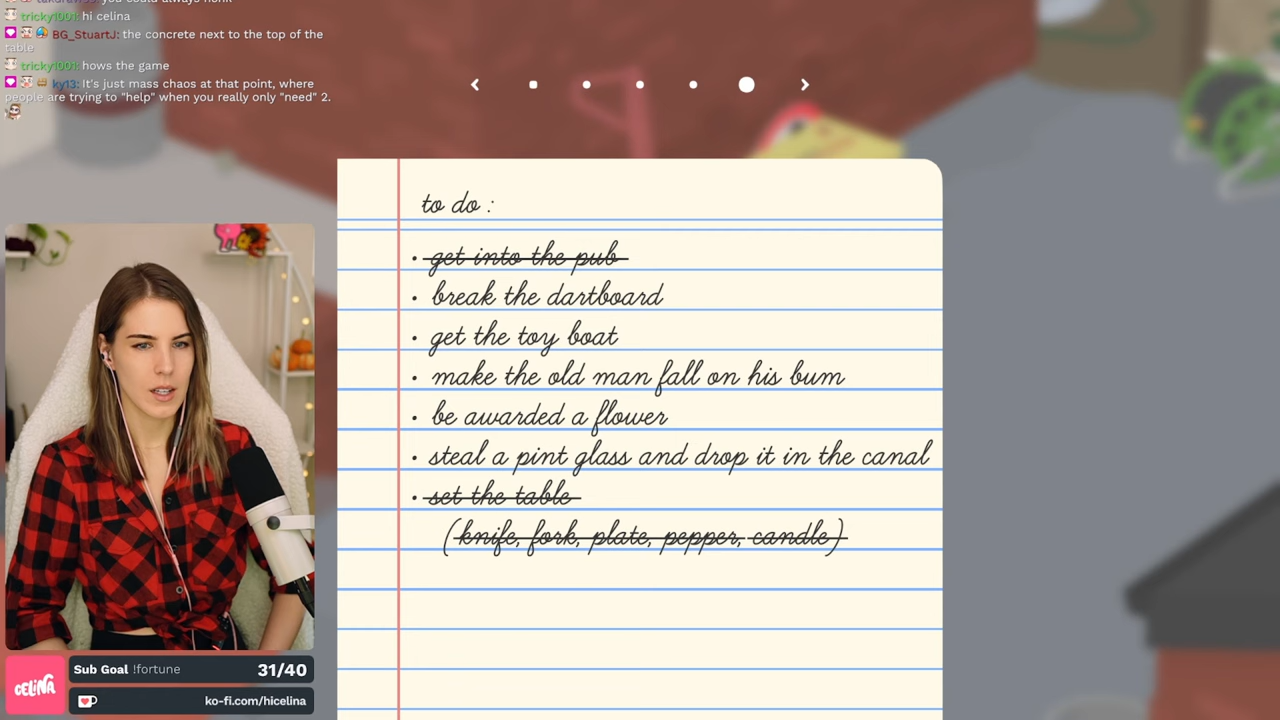 you could always honk
tricky1001: hi celina
BG_StuartJ: the concrete next to the top of the
table
tricky1001: hows the game
ky13: It's just mass chaos at that point, where
people are trying to "help" when you really only "need" 2.
to do :
• get into the pub
• break the dartboard
• get the toy boat
• make the old man fall on his bum
• be awarded a flower
• steal a pint glass and drop it in the canal
• set the table
(knife, fork, plate, pepper, candle)
Sub Goal !fortune 31/40
CELINA
ko-fi.com/hicelina